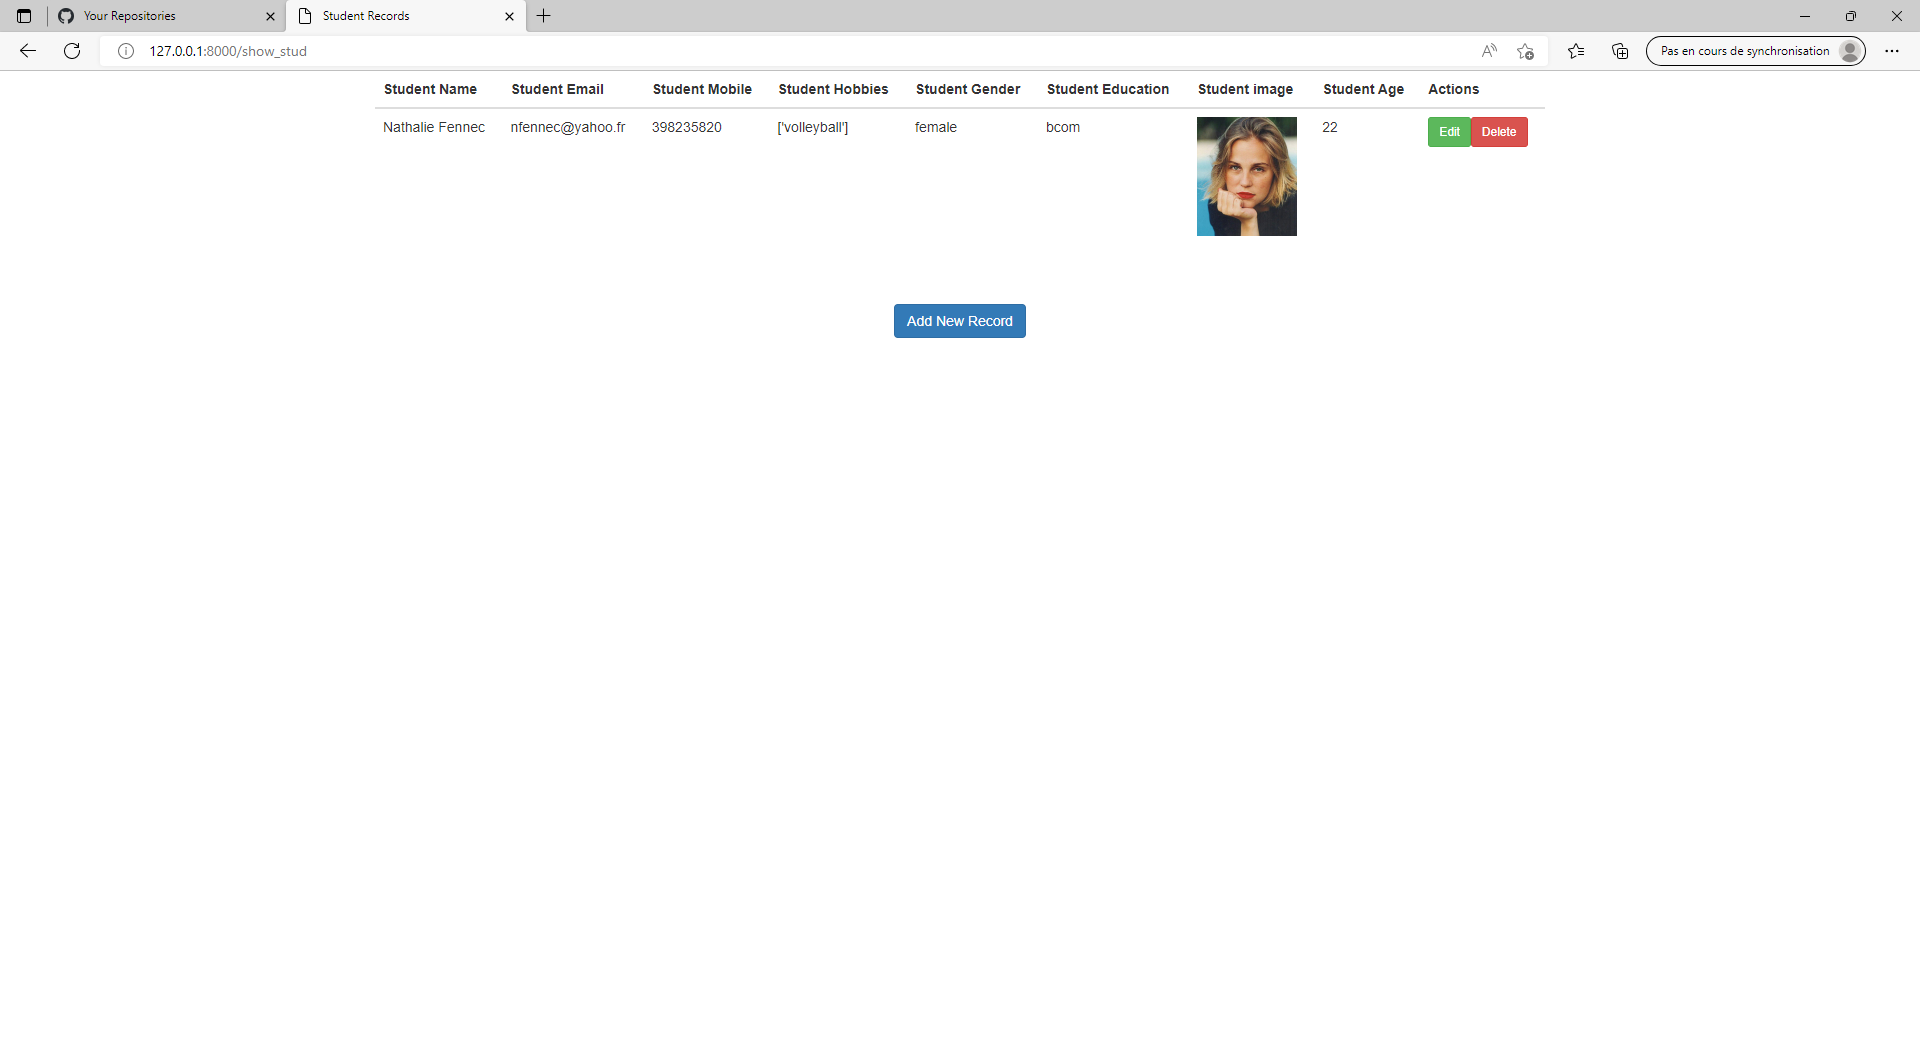 Your Repositories
Student Records
127.0.0.1:8000/show_stud
Pas en cours de synchronisation
Student Name Student Email Student Mobile Student Hobbies Student Gender Student Education Student image Student Age Actions
Nathalie Fennec nfennec@yahoo.fr 398235820 ['volleyball'] female bcom 22 Edit Delete
Add New Record